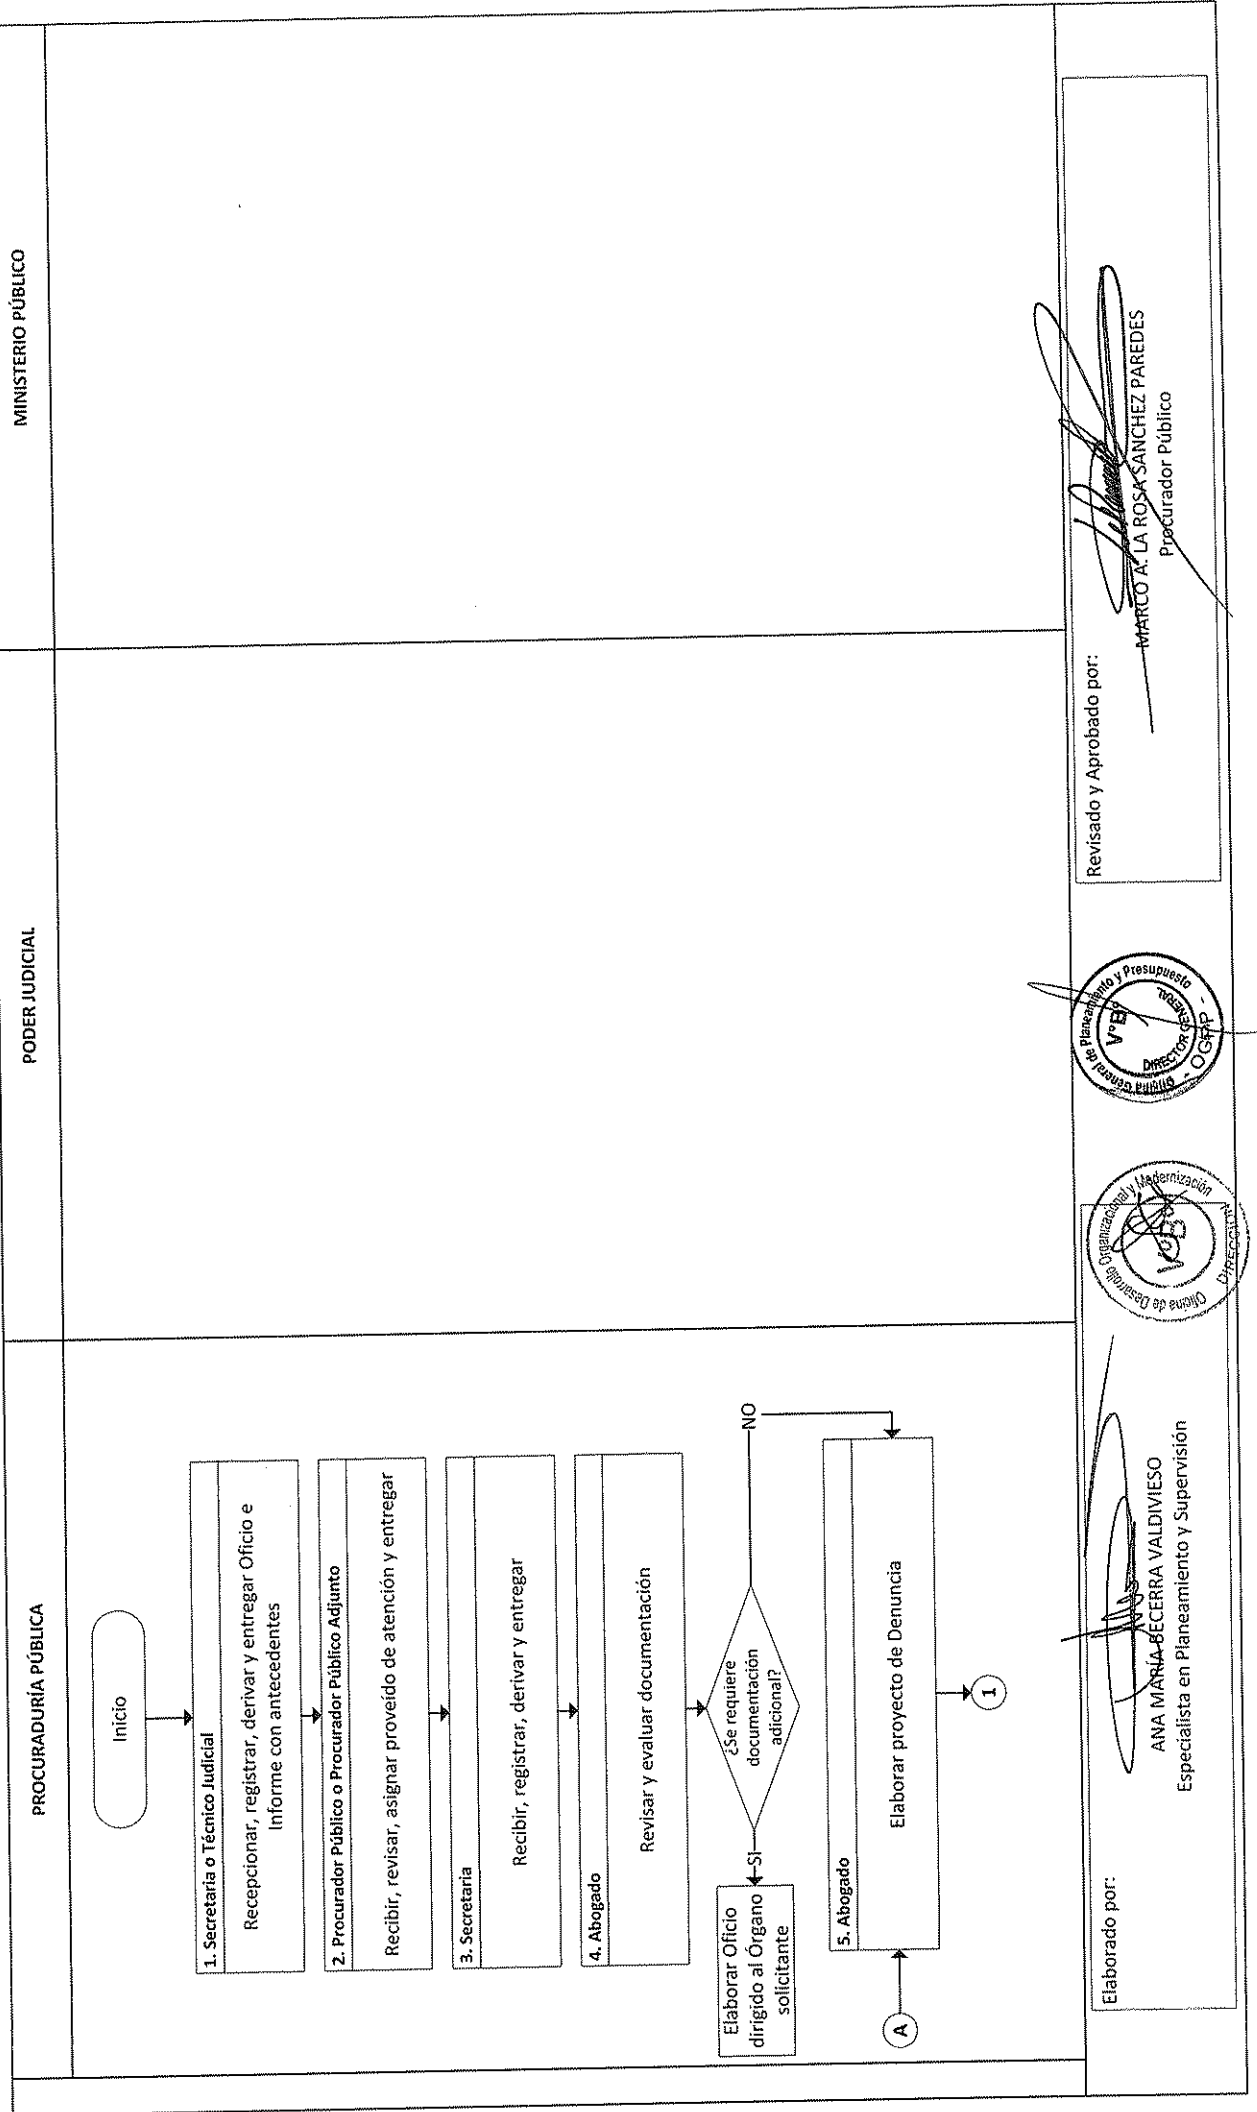 PROCURADURÍA PÚBLICA
PODER JUDICIAL
MINISTERIO PÚBLICO
Inicio
1. Secretaria o Técnico Judicial
Recepcionar, registrar, derivar y entregar Oficio e
Informe con antecedentes
2. Procurador Público o Procurador Público Adjunto
Recibir, revisar, asignar proveído de atención y entregar
3. Secretaria
Recibir, registrar, derivar y entregar
4. Abogado
Revisar y evaluar documentación
¿Se requiere
documentación
adicional?
SI
NO
Elaborar Oficio
dirigido al Órgano
solicitante
5. Abogado
Elaborar proyecto de Denuncia
A
1
Elaborado por:
ANA MARÍA BECERRA VALDIVIESO
Especialista en Planeamiento y Supervisión
Oficina de Desarrollo Organizacional y Modernización
V°B°
DIRECCIÓN
Oficina General de Planeamiento y Presupuesto
V°B°
DIRECTOR GENERAL
- OGPP -
Revisado y Aprobado por:
MARCO A. LA ROSA SANCHEZ PAREDES
Procurador Público